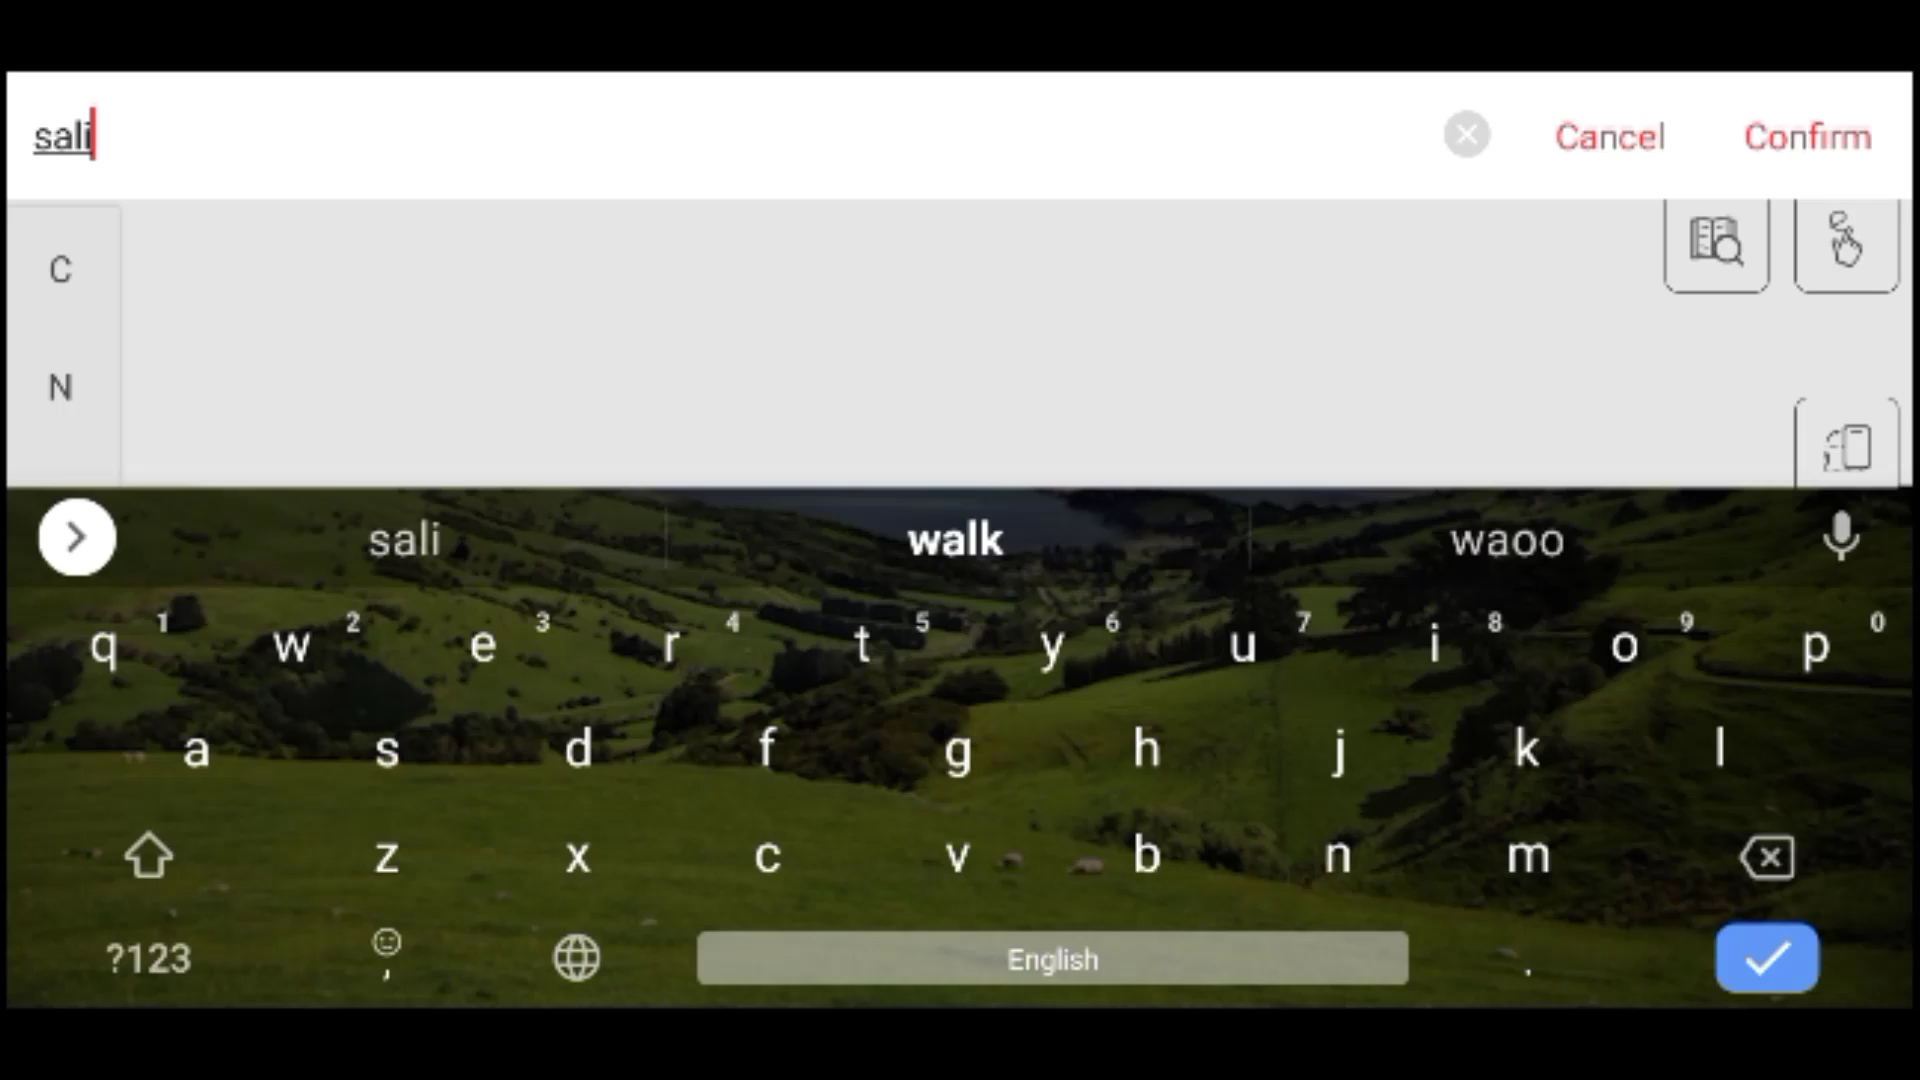 sali
Cancel
Confirm
C
N
sali walk waoo
q 1 w 2 e 3 r 4 t 5 y 6 u 7 i 8 o 9 p 0
a s d f g h j k l
z x c v b n m
?123 , English .